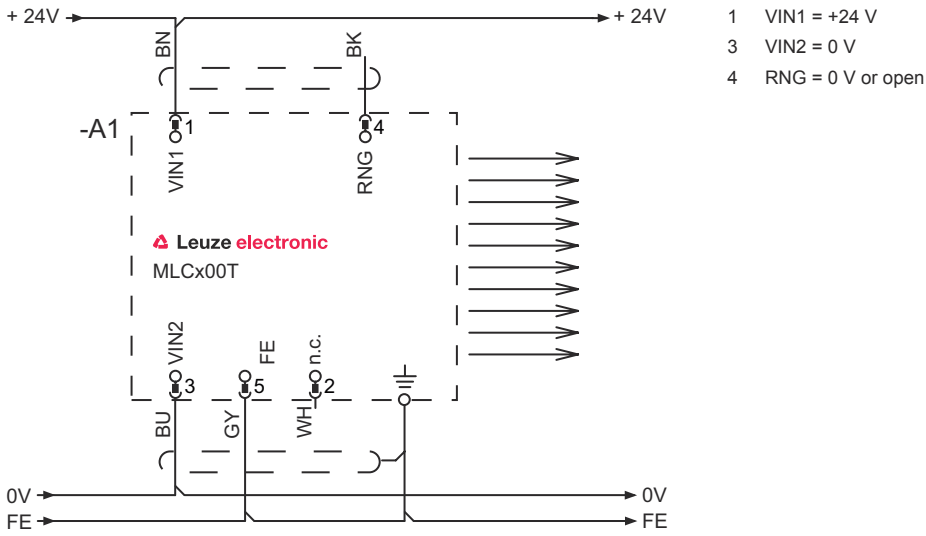 + 24V
+ 24V
1 VIN1 = +24 V
3 VIN2 = 0 V
4 RNG = 0 V or open
BN
BK
-A1
1
4
VIN1
RNG
Leuze electronic
MLCx00T
VIN2
FE
n.c.
3
5
2
BU
GY
WH
0V
0V
FE
FE